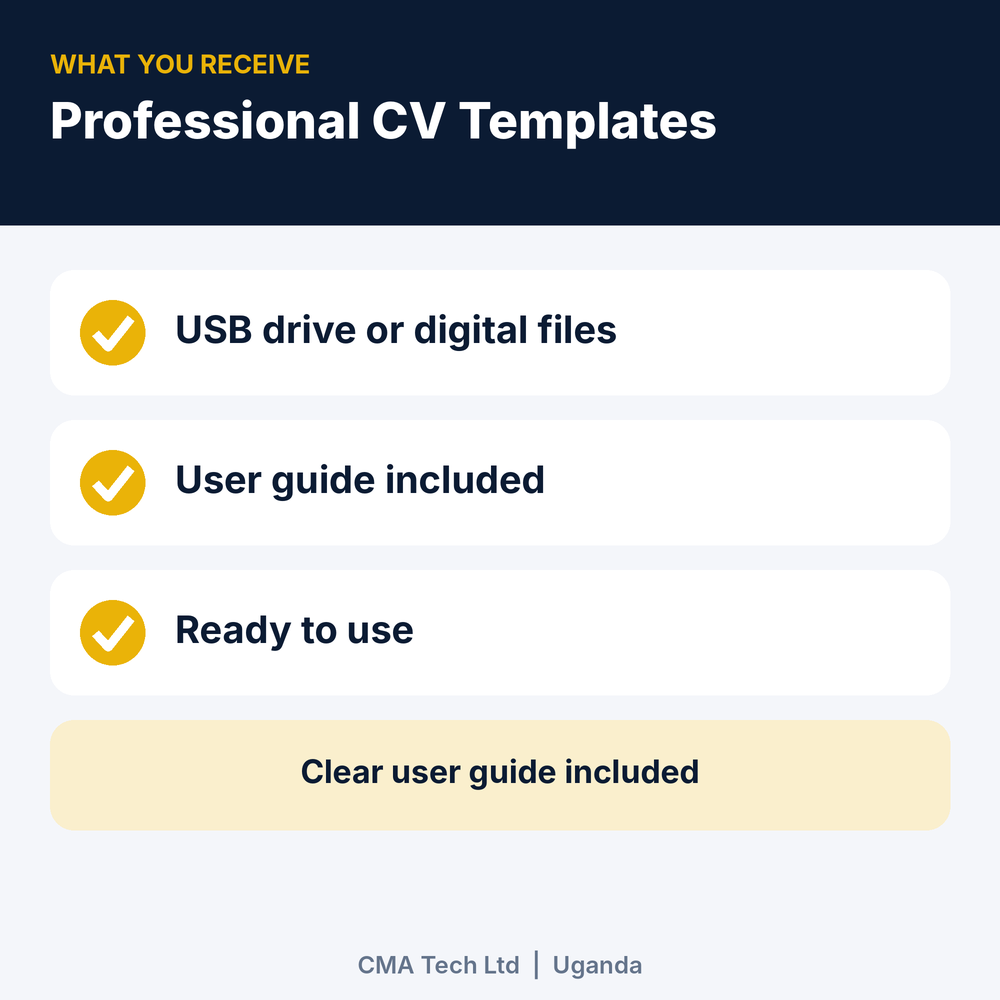 WHAT YOU RECEIVE
Professional CV Templates
USB drive or digital files
User guide included
Ready to use
Clear user guide included
CMA Tech Ltd | Uganda